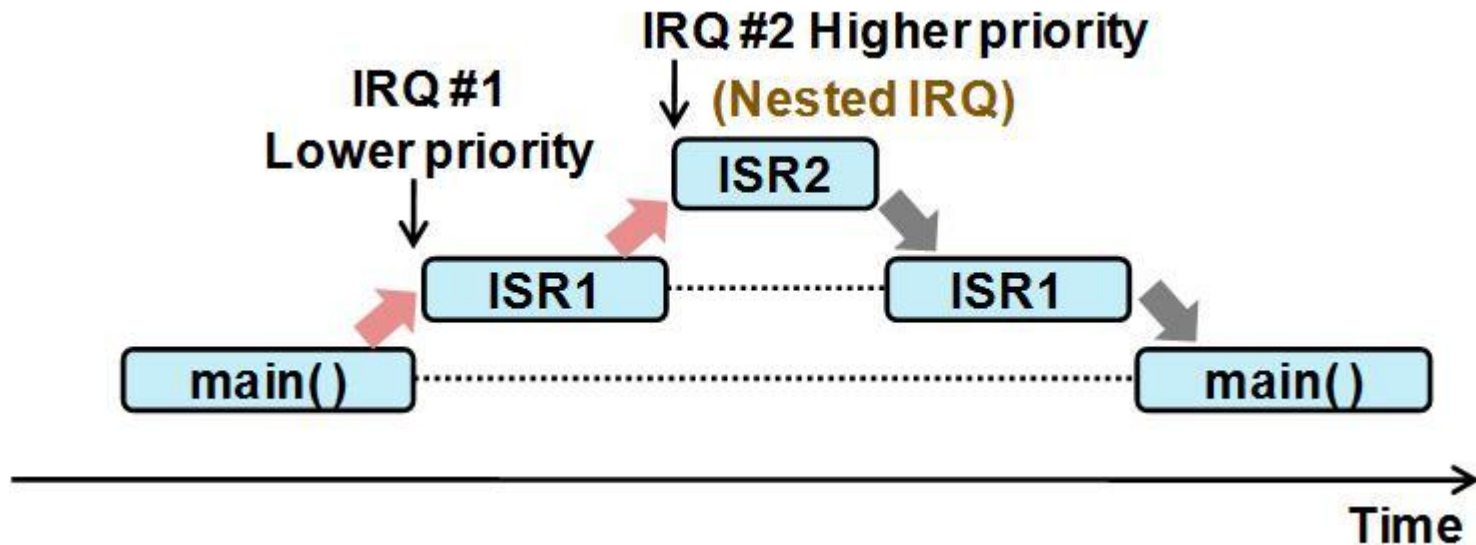 IRQ #2 Higher priority
(Nested IRQ)
IRQ #1
Lower priority
ISR2
ISR1
ISR1
main()
main()
Time